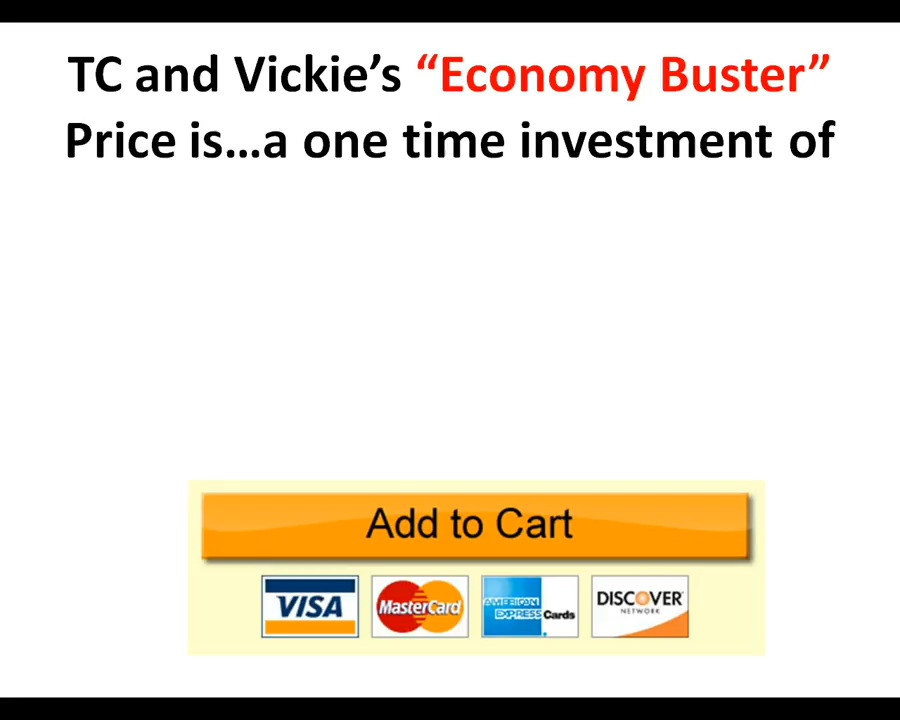 TC and Vickie’s “Economy Buster”
Price is...a one time investment of
Add to Cart
VISA
MasterCard
AMERICAN
EXPRESS Cards
DISCOVER
NETWORK